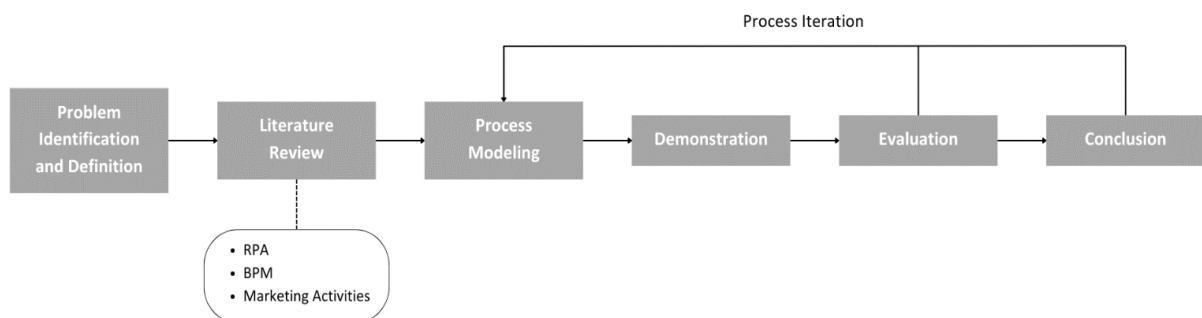 Process Iteration
Problem
Identification
and Definition
Literature
Review
Process
Modeling
Demonstration
Evaluation
Conclusion
• RPA
• BPM
• Marketing Activities